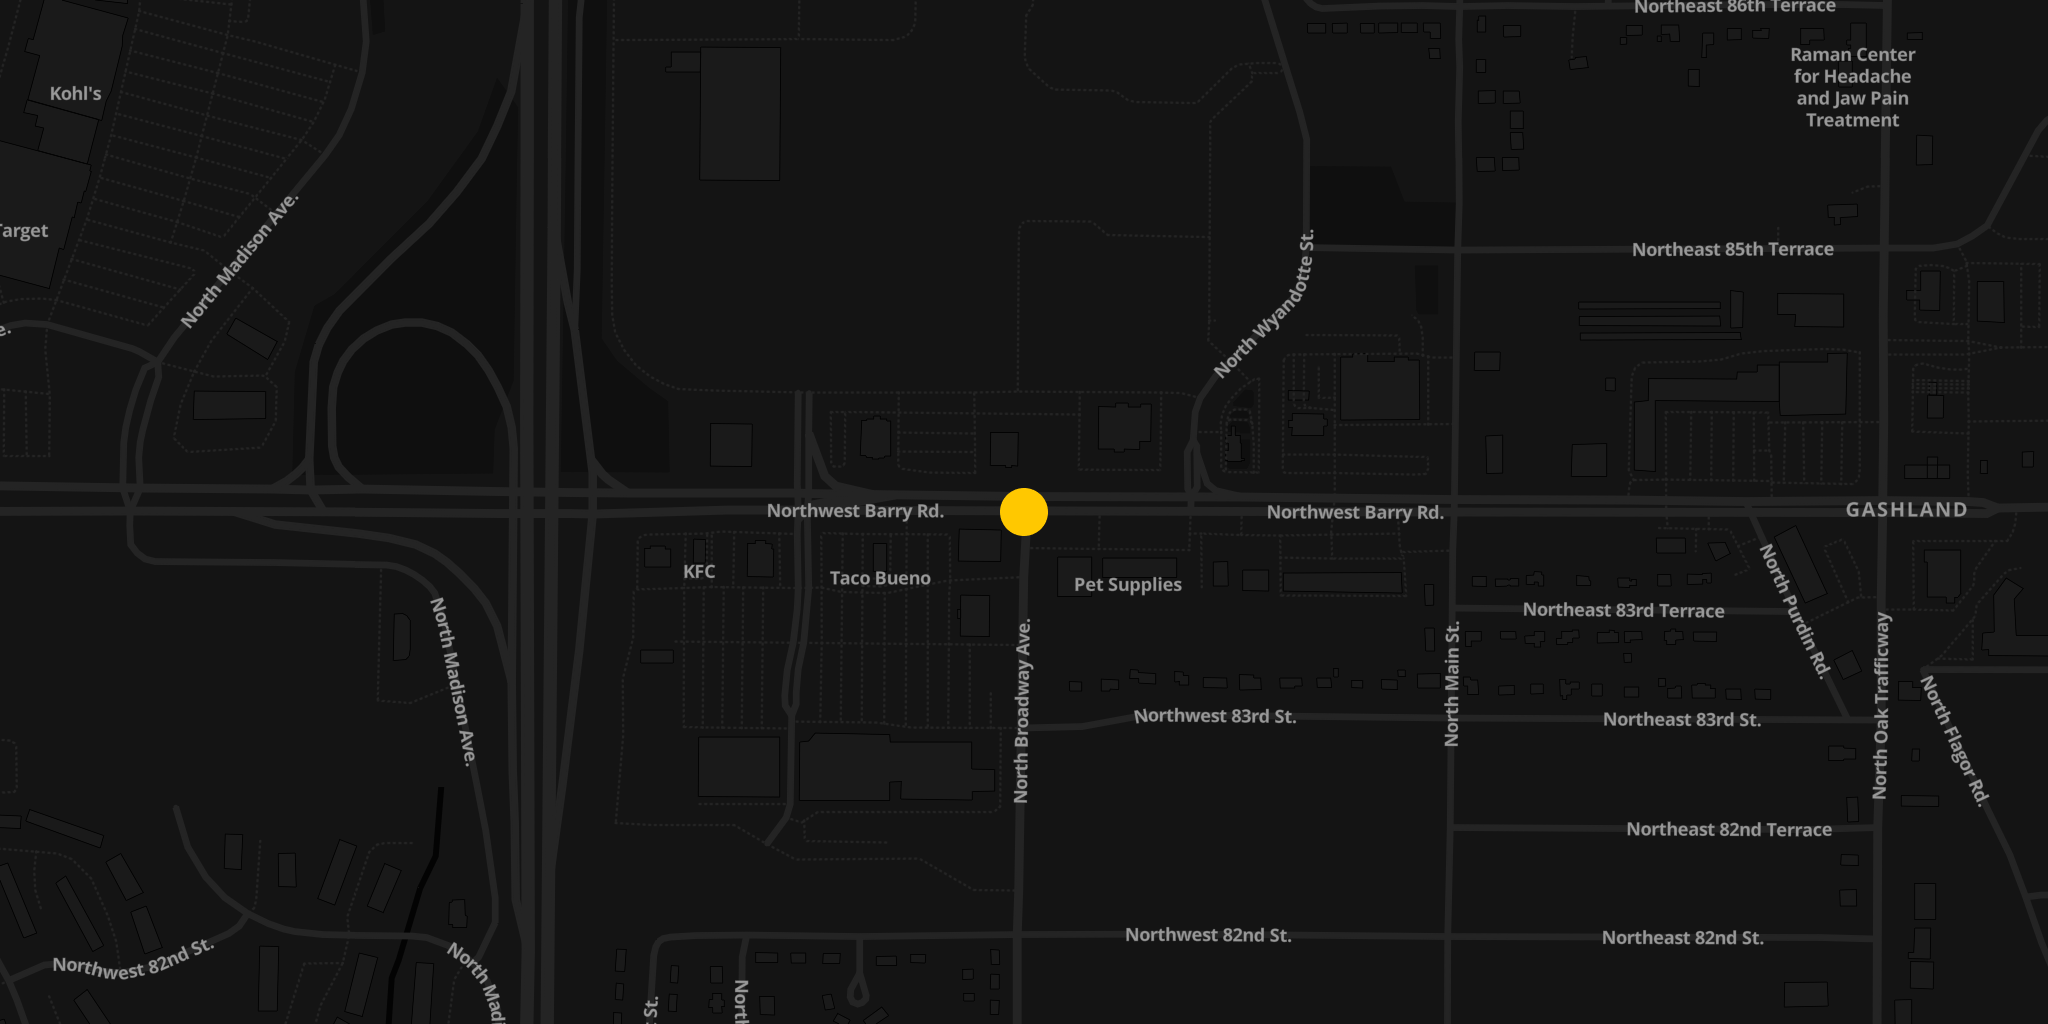 Northeast 86th Terrace
Raman Center
for Headache
and Jaw Pain
Treatment
Kohl's
North Madison Ave.
Target
Northeast 85th Terrace
North Wyandotte St.
e.
Northwest Barry Rd.
Northwest Barry Rd.
GASHLAND
KFC
Taco Bueno
Pet Supplies
North Purdin Rd.
Northeast 83rd Terrace
North Madison Ave.
North Broadway Ave.
North Main St.
North Oak Trafficway
North Flagor Rd.
Northwest 83rd St.
Northeast 83rd St.
Northeast 82nd Terrace
Northwest 82nd St.
Northeast 82nd St.
Northwest 82nd St.
North Madi
St.
North